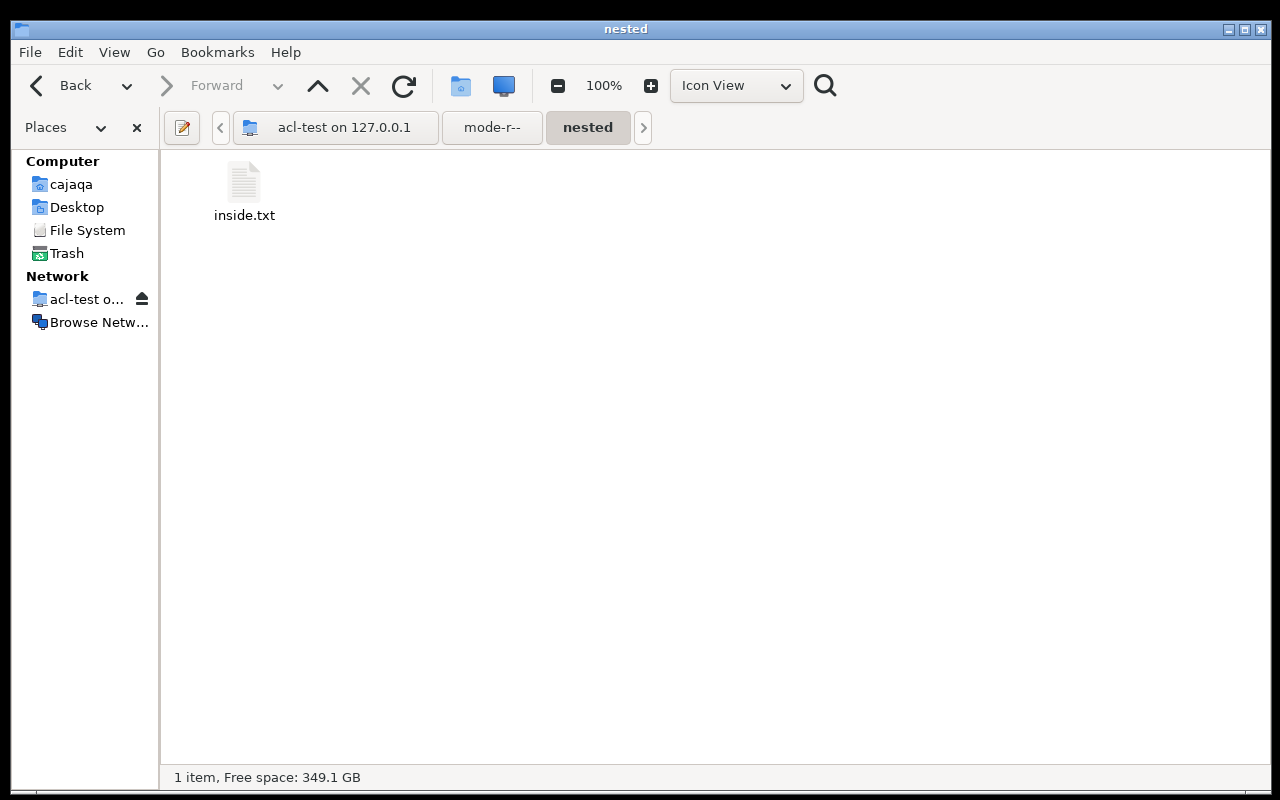 nested
File Edit View Go Bookmarks Help
Back Forward 100% Icon View
Places acl-test on 127.0.0.1 mode-r-- nested
Computer
cajaqa
Desktop
File System
Trash
Network
acl-test o...
Browse Netw...
inside.txt
1 item, Free space: 349.1 GB